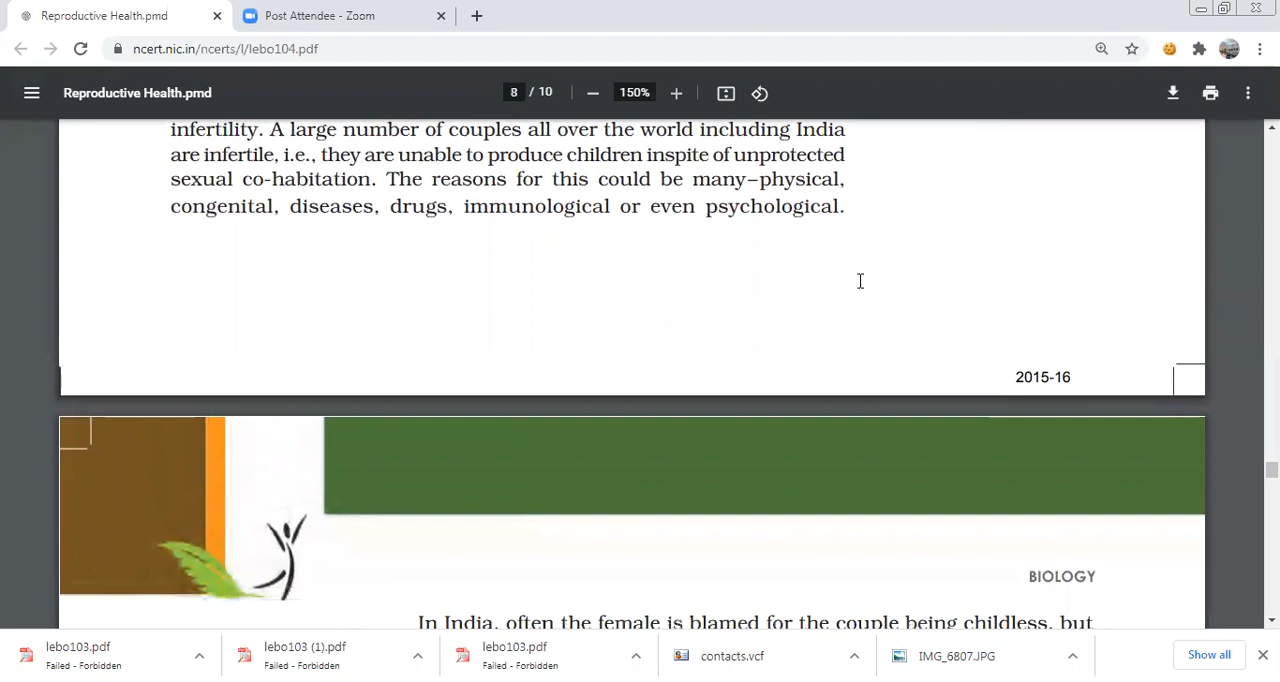 Reproductive Health.pmd
Post Attendee - Zoom
ncert.nic.in/ncerts/l/lebo104.pdf
Reproductive Health.pmd
8 / 10
150%
infertility. A large number of couples all over the world including India
are infertile, i.e., they are unable to produce children inspite of unprotected
sexual co-habitation. The reasons for this could be many–physical,
congenital, diseases, drugs, immunological or even psychological.
2015-16
BIOLOGY
In India, often the female is blamed for the couple being childless, but
lebo103.pdf
Failed - Forbidden
lebo103 (1).pdf
Failed - Forbidden
lebo103.pdf
Failed - Forbidden
contacts.vcf
IMG_6807.JPG
Show all